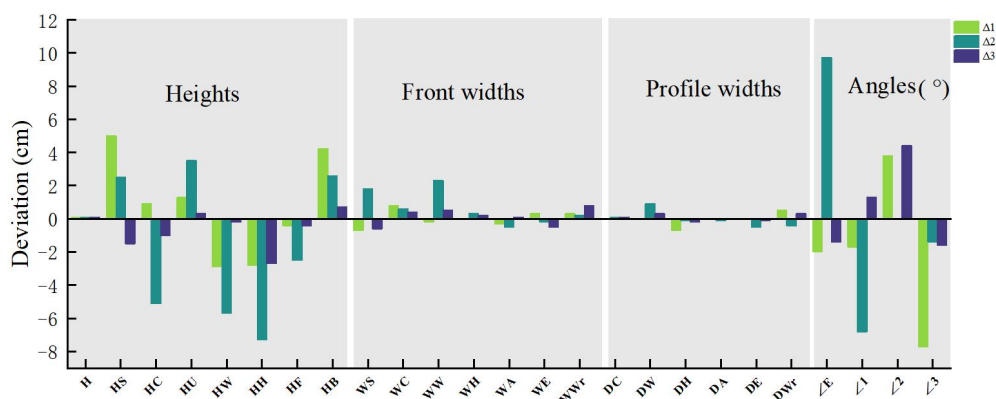 12
10
8
6
4
2
0
-2
-4
-6
-8
Deviation (cm)
Heights
Front widths
Profile widths
Angles(°)
Δ1
Δ2
Δ3
H HS HC HU HW HH HF HB WS WC WW WH WA WE WWr DC DW DH DA DE DWr ∠E ∠1 ∠2 ∠3